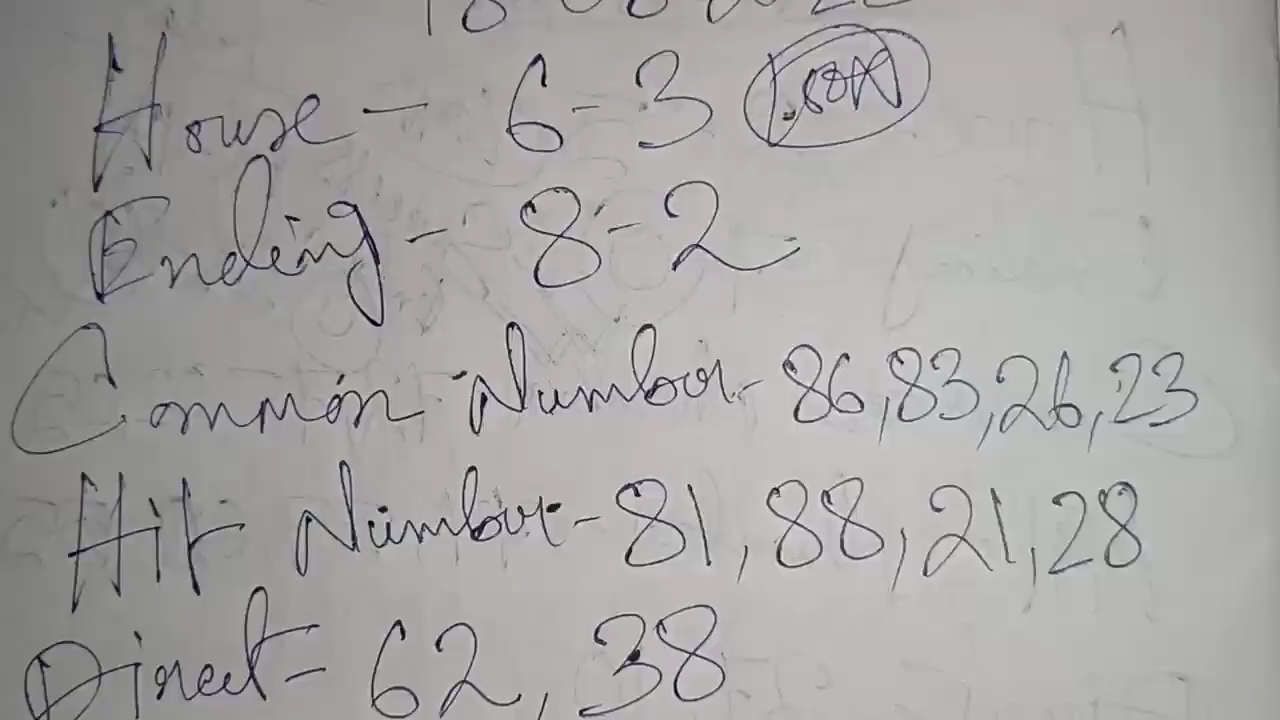 House - 6-3
Ending - 8-2
Common Number - 86,83,26,23
Hit Number - 81, 88, 21, 28
Direct = 62, 38